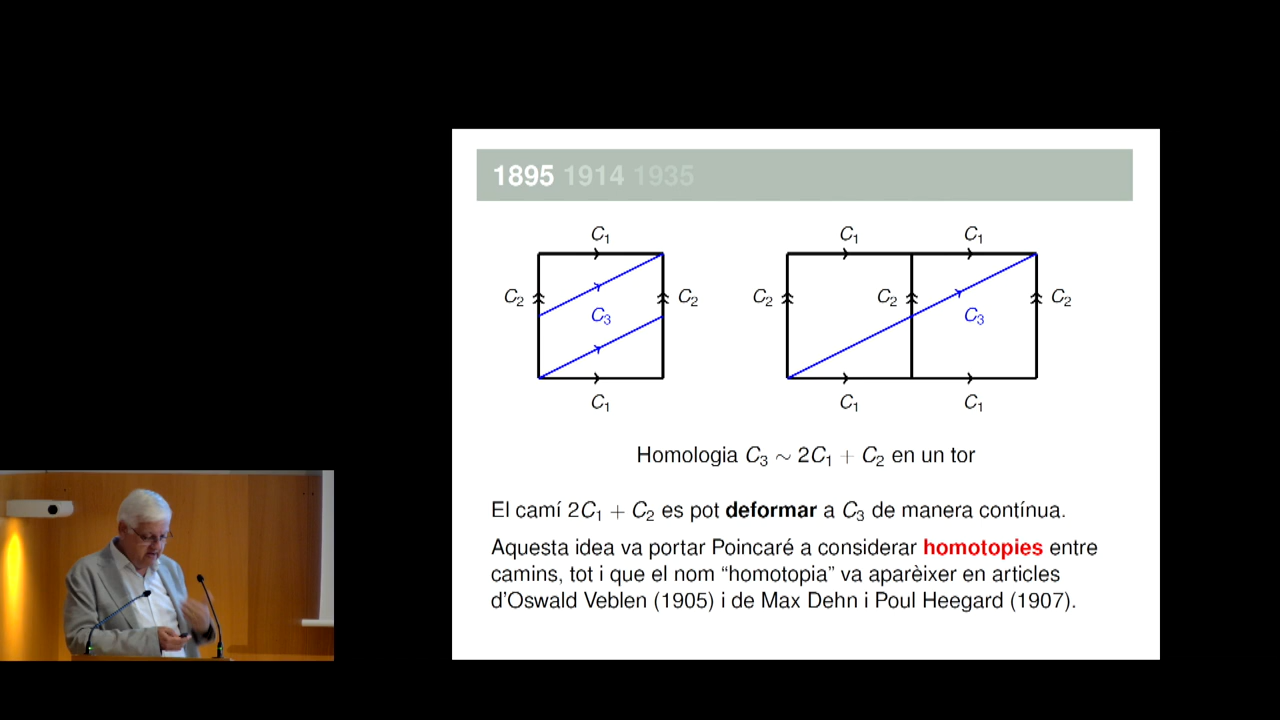 1895 1914 1935
C₁ C₁ C₁
C₂ C₂ C₂ C₂ C₂
C₃ C₃
C₁ C₁ C₁
Homologia C₃ ∼ 2C₁ + C₂ en un tor
El camí 2C₁ + C₂ es pot deformar a C₃ de manera contínua.
Aquesta idea va portar Poincaré a considerar homotopies entre
camins, tot i que el nom “homotopia” va aparèixer en articles
d’Oswald Veblen (1905) i de Max Dehn i Poul Heegard (1907).